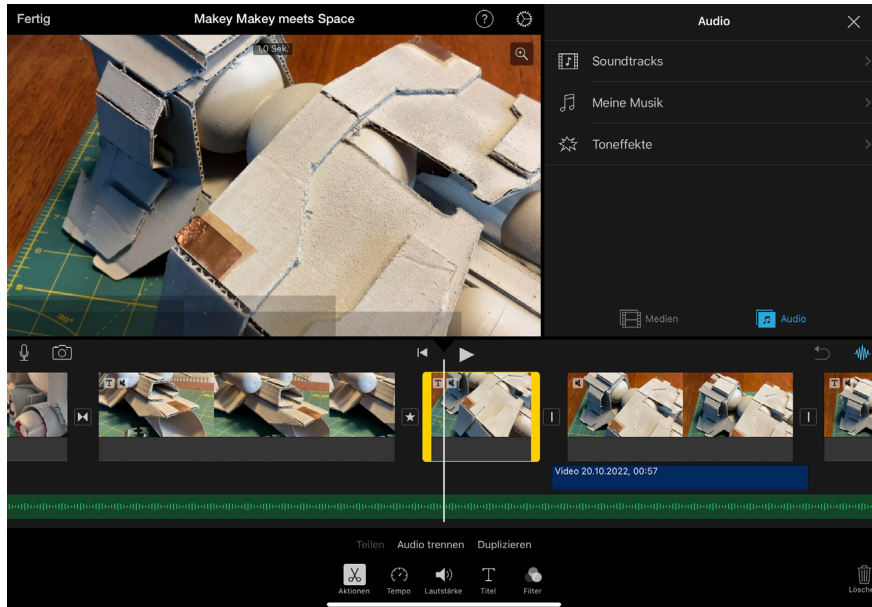 Fertig
Makey Makey meets Space
?
Audio
1,0 Sek.
Soundtracks
Meine Musik
Toneffekte
Medien
Audio
T
T
T
Video 20.10.2022, 00:57
Teilen
Audio trennen
Duplizieren
Aktionen
Tempo
Lautstärke
Titel
Filter
Lösche